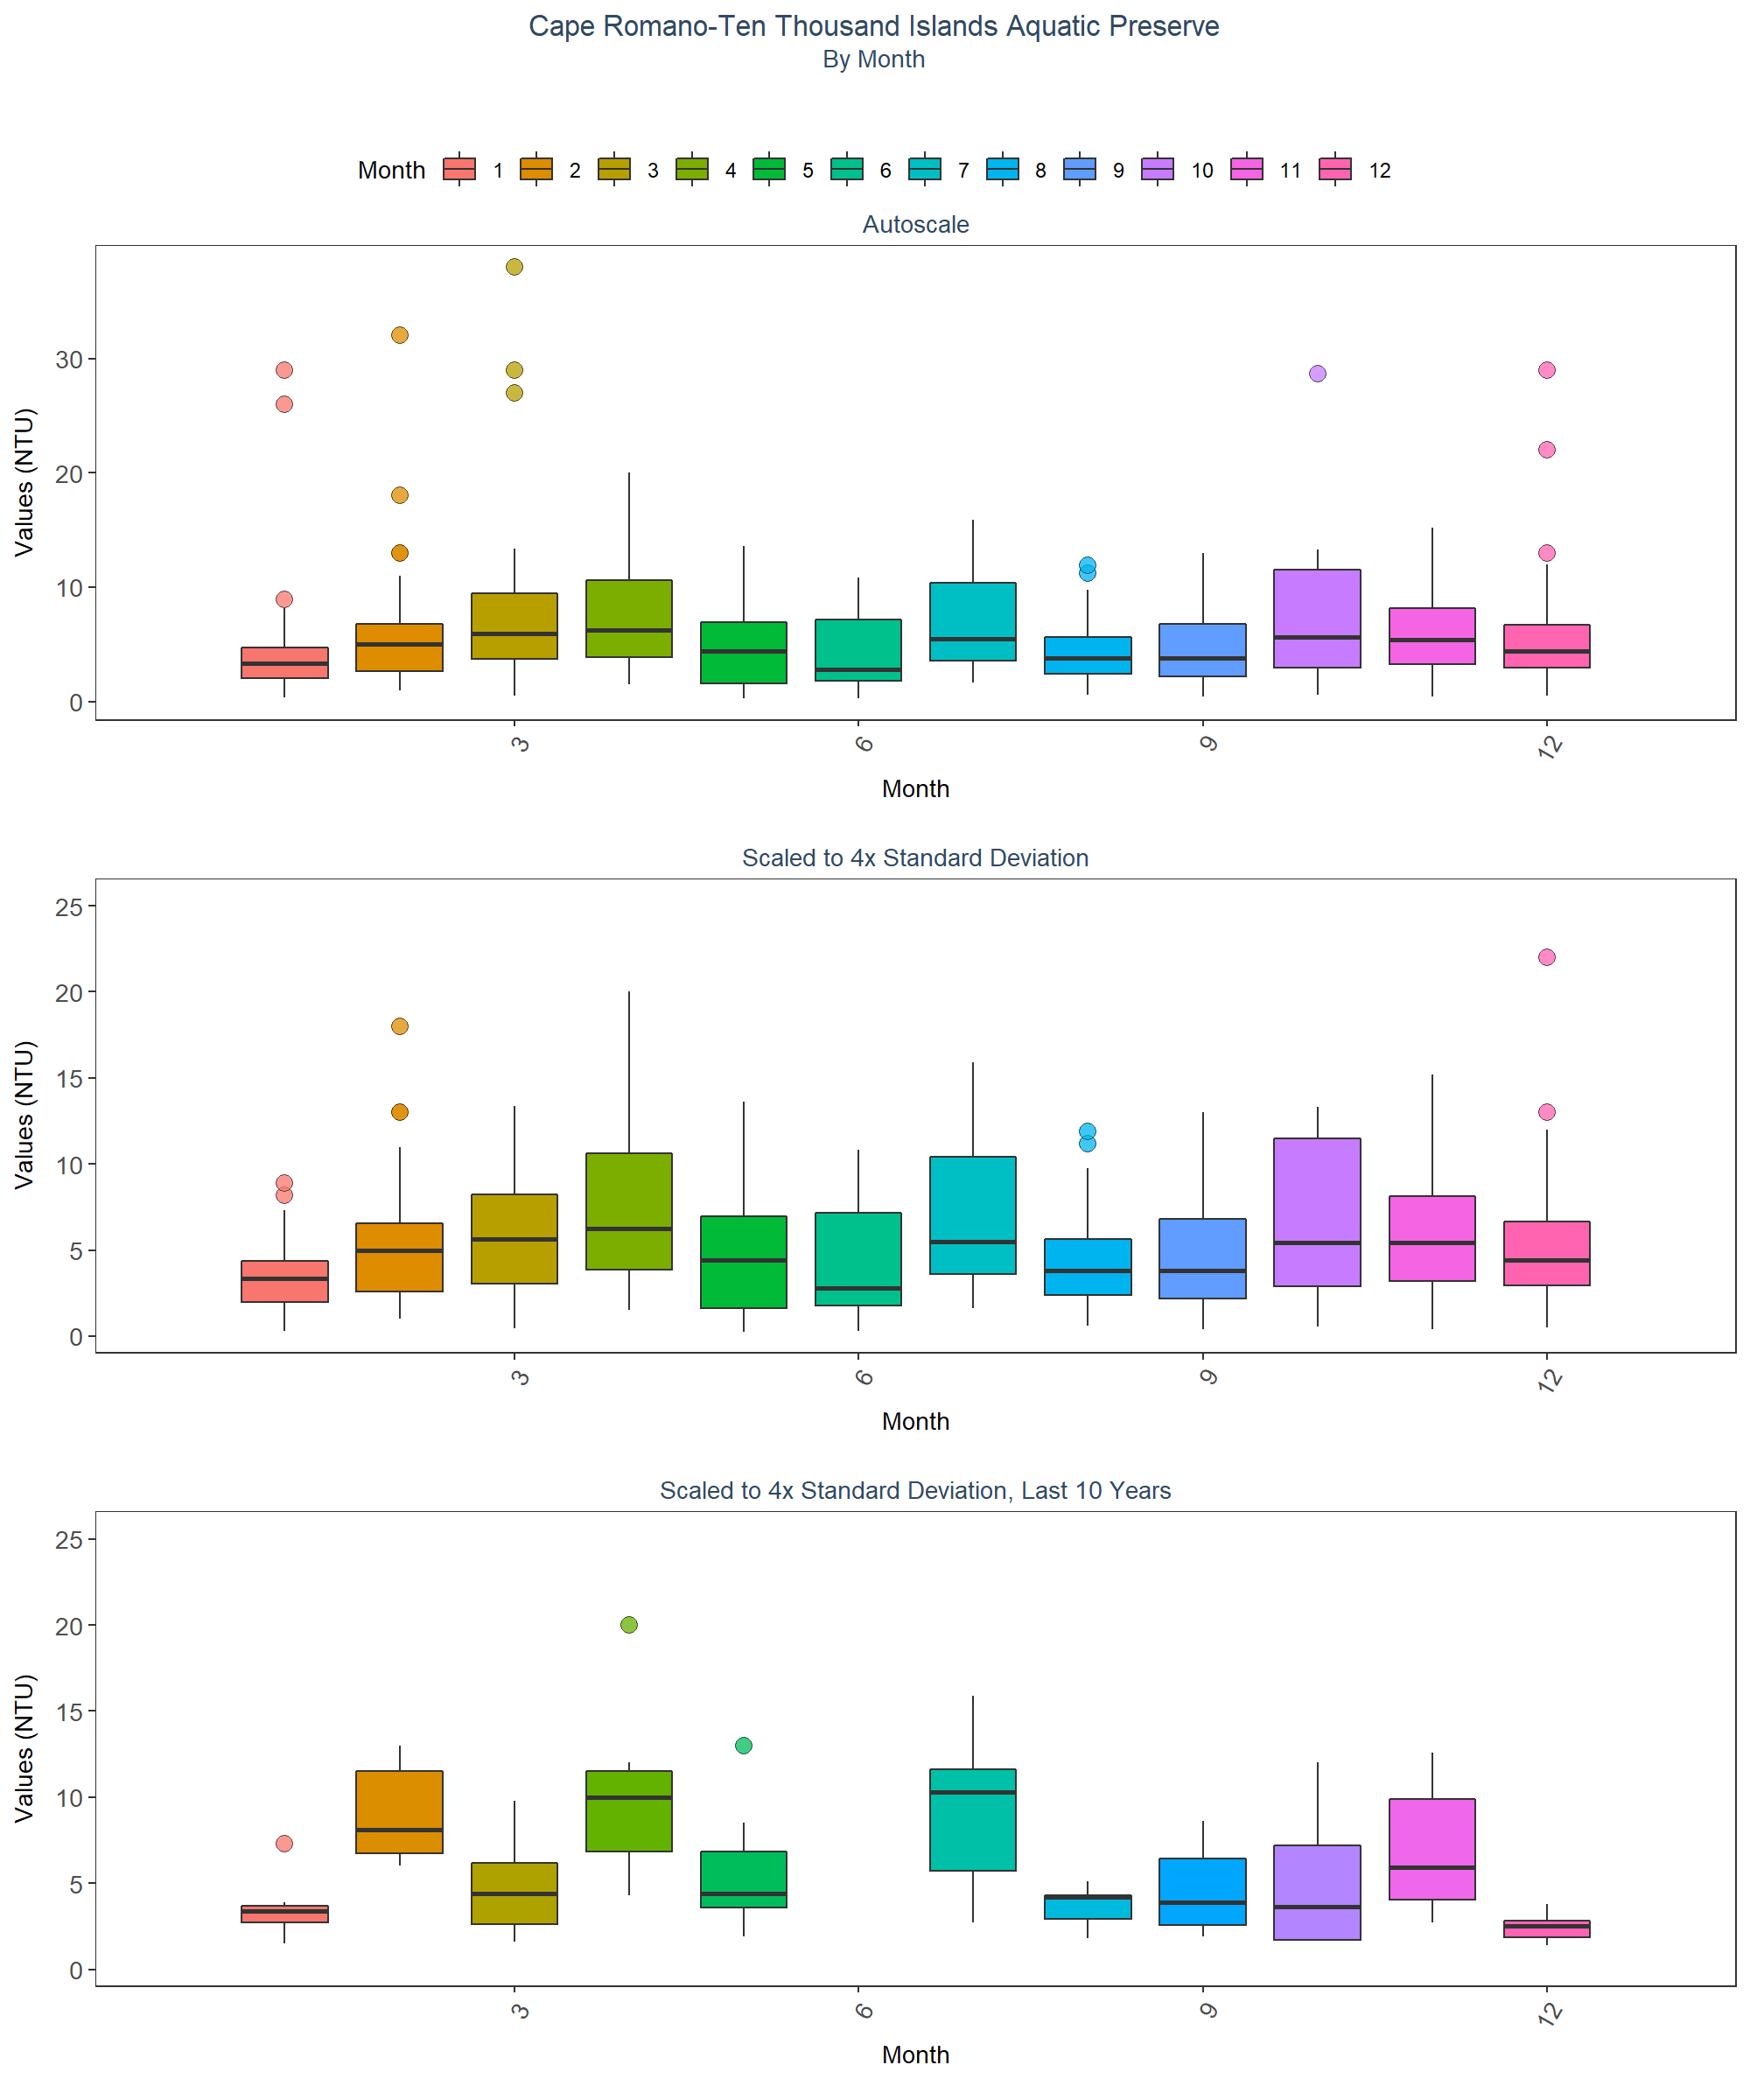 Cape Romano-Ten Thousand Islands Aquatic Preserve
By Month
Month 1 2 3 4 5 6 7 8 9 10 11 12
Autoscale
Values (NTU)
30
20
10
0
3 6 9 12
Month
Scaled to 4x Standard Deviation
Values (NTU)
25
20
15
10
5
0
3 6 9 12
Month
Scaled to 4x Standard Deviation, Last 10 Years
Values (NTU)
25
20
15
10
5
0
3 6 9 12
Month